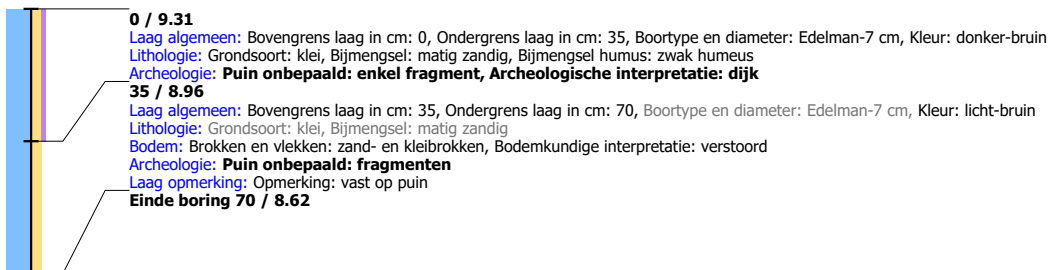 0 / 9.31
Laag algemeen: Bovengrens laag in cm: 0, Ondergrens laag in cm: 35, Boortype en diameter: Edelman-7 cm, Kleur: donker-bruin
Lithologie: Grondsoort: klei, Bijmengsel: matig zandig, Bijmengsel humus: zwak humeus
Archeologie: Puin onbepaald: enkel fragment, Archeologische interpretatie: dijk
35 / 8.96
Laag algemeen: Bovengrens laag in cm: 35, Ondergrens laag in cm: 70, Boortype en diameter: Edelman-7 cm, Kleur: licht-bruin
Lithologie: Grondsoort: klei, Bijmengsel: matig zandig
Bodem: Brokken en vlekken: zand- en kleibrokken, Bodemkundige interpretatie: verstoord
Archeologie: Puin onbepaald: fragmenten
Laag opmerking: Opmerking: vast op puin
Einde boring 70 / 8.62